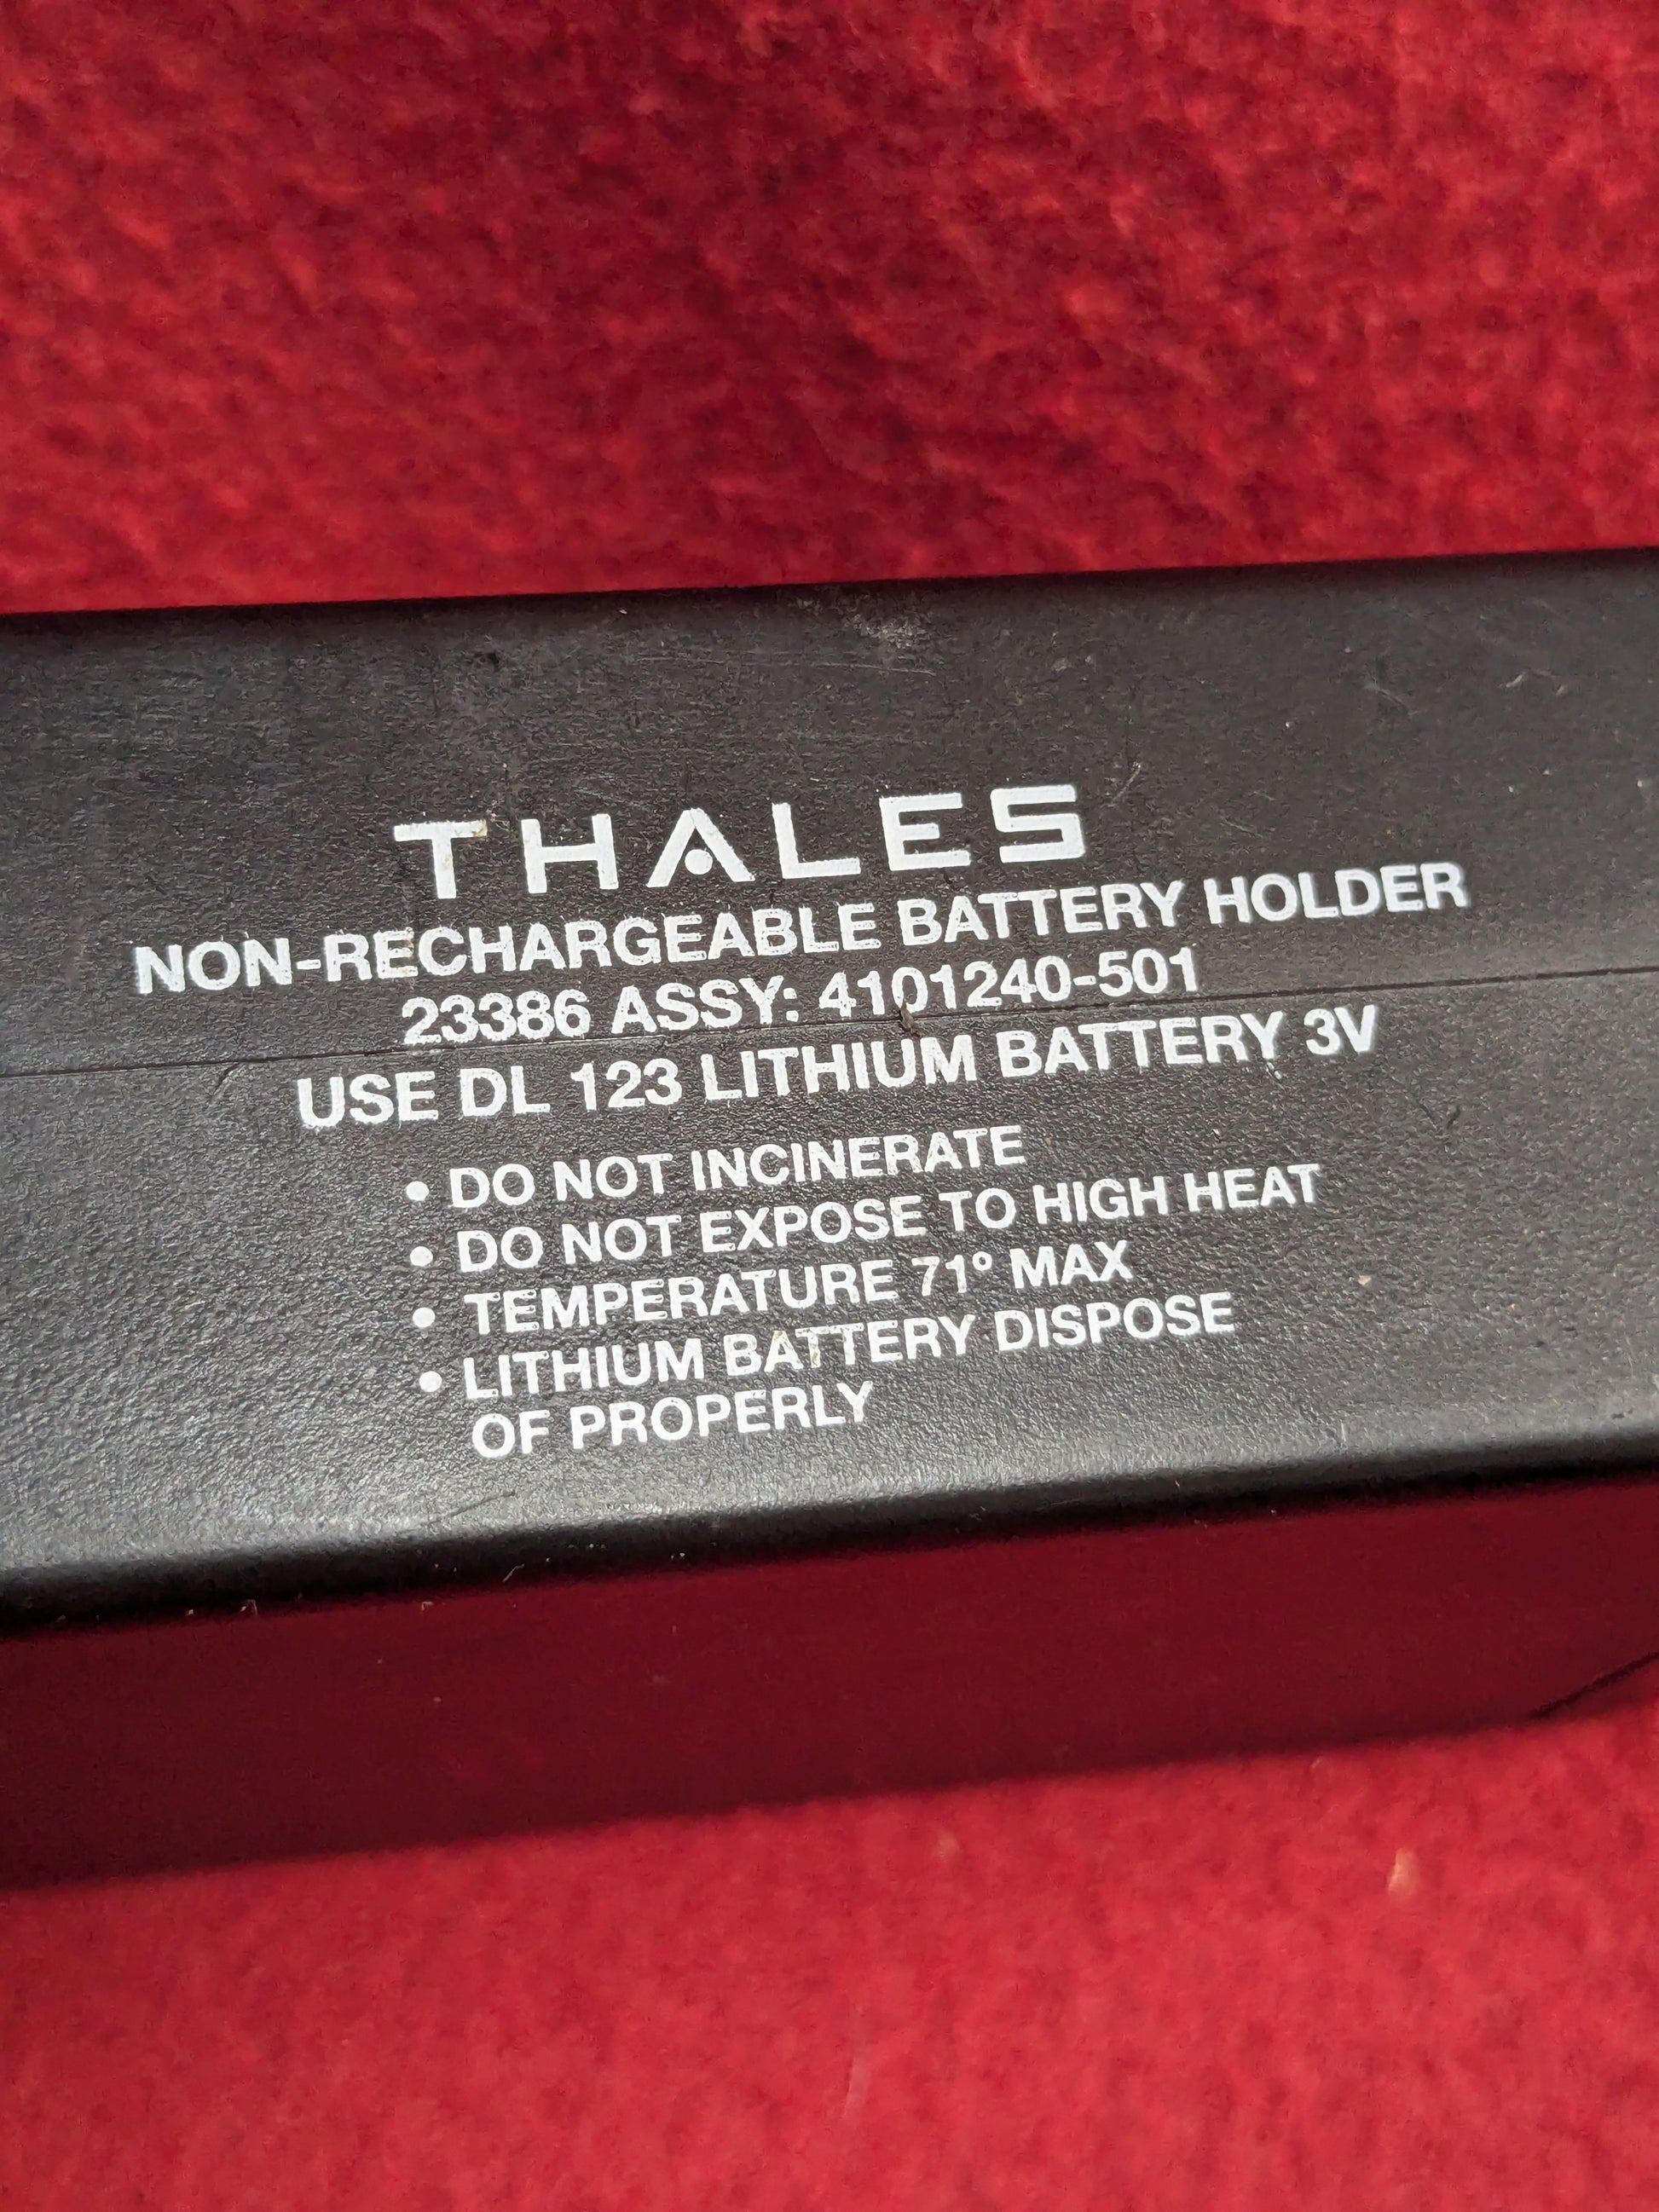 THALES
NON-RECHARGEABLE BATTERY HOLDER
23386 ASSY: 4101240-501
USE DL 123 LITHIUM BATTERY 3V
• DO NOT INCINERATE
• DO NOT EXPOSE TO HIGH HEAT
• TEMPERATURE 71° MAX
• LITHIUM BATTERY DISPOSE
OF PROPERLY